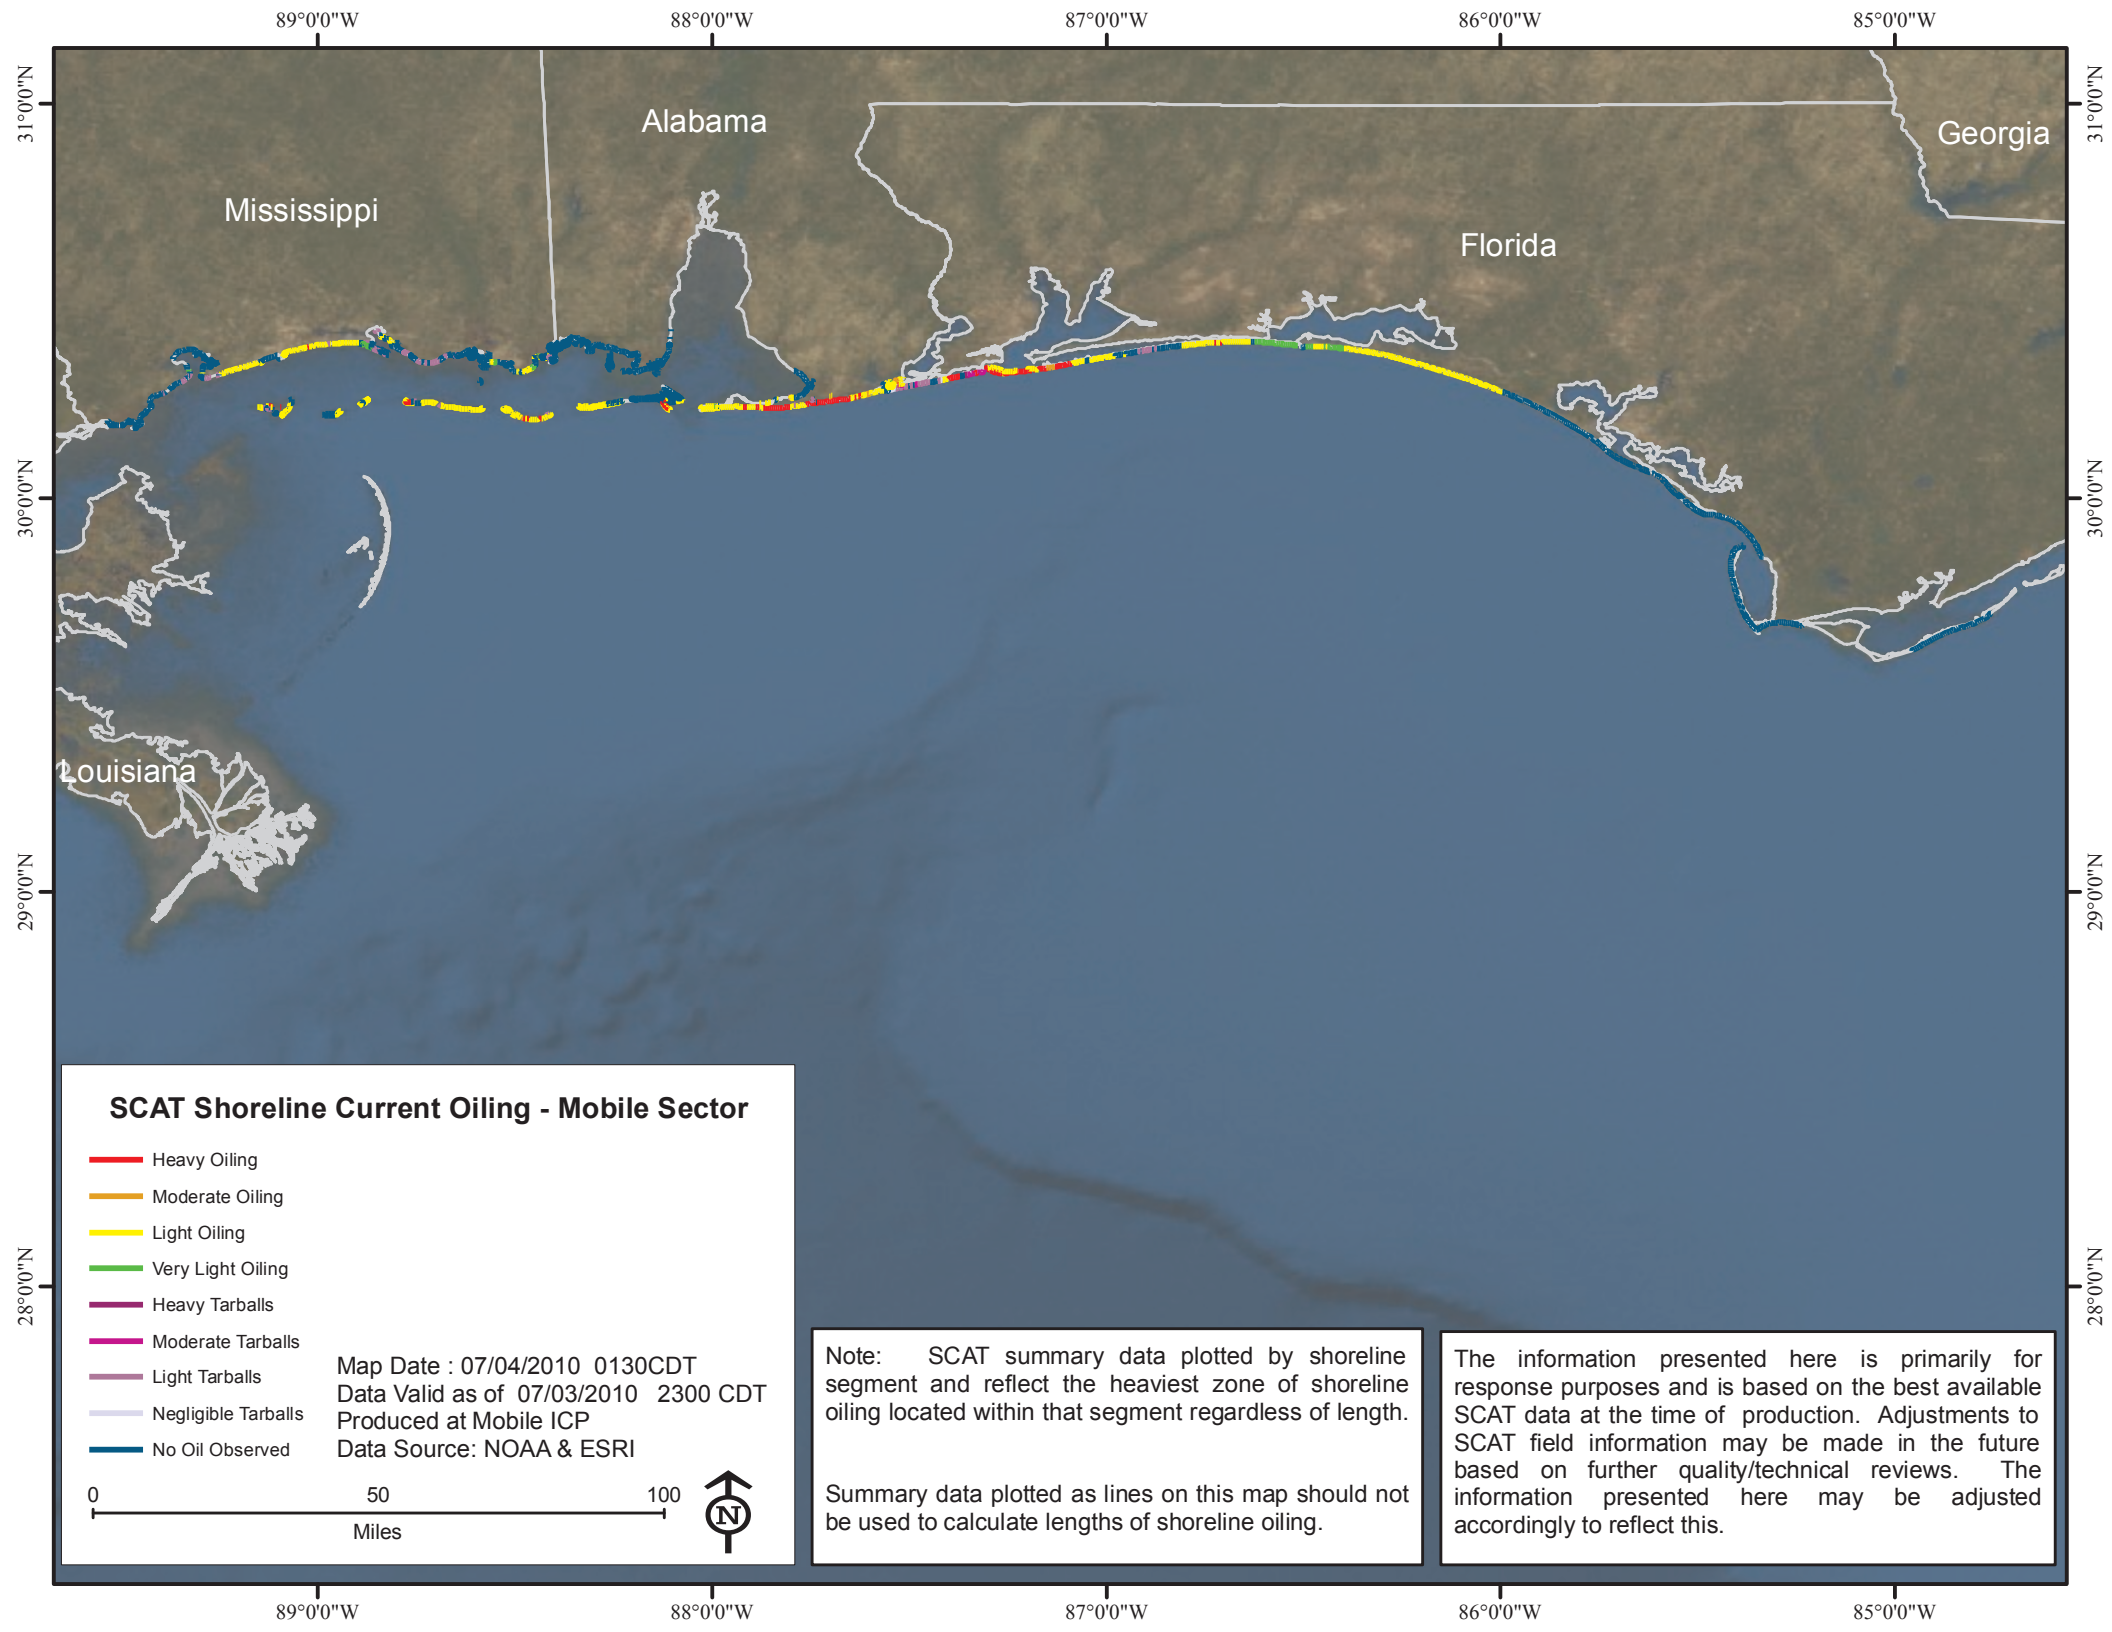 89°0'0"W 88°0'0"W 87°0'0"W 86°0'0"W 85°0'0"W
31°0'0"N 31°0'0"N
Alabama
Georgia
Mississippi
Florida
30°0'0"N 30°0'0"N
Louisiana
29°0'0"N 29°0'0"N
28°0'0"N 28°0'0"N
SCAT Shoreline Current Oiling - Mobile Sector
Heavy Oiling
Moderate Oiling
Light Oiling
Very Light Oiling
Heavy Tarballs
Moderate Tarballs
Light Tarballs
Negligible Tarballs
No Oil Observed
Map Date : 07/04/2010 0130CDT
Data Valid as of 07/03/2010 2300 CDT
Produced at Mobile ICP
Data Source: NOAA & ESRI
0 50 100
Miles
N
Note: SCAT summary data plotted by shoreline
segment and reflect the heaviest zone of shoreline
oiling located within that segment regardless of length.
Summary data plotted as lines on this map should not
be used to calculate lengths of shoreline oiling.
The information presented here is primarily for
response purposes and is based on the best available
SCAT data at the time of production. Adjustments to
SCAT field information may be made in the future
based on further quality/technical reviews. The
information presented here may be adjusted
accordingly to reflect this.
89°0'0"W 88°0'0"W 87°0'0"W 86°0'0"W 85°0'0"W